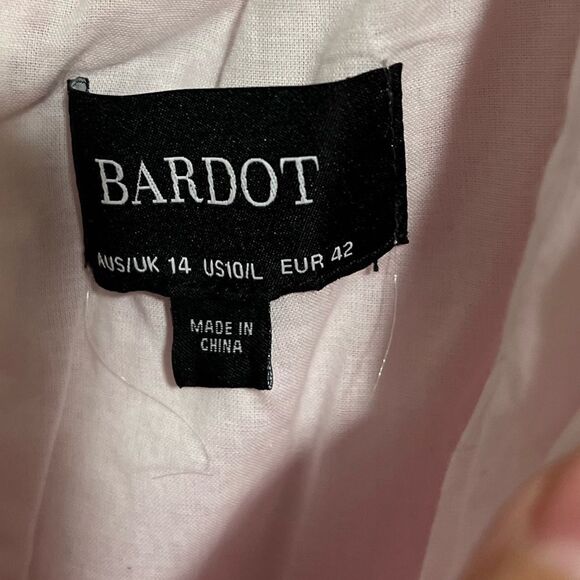 BARDOT
AUS/UK 14 US10/L EUR 42
MADE IN
CHINA